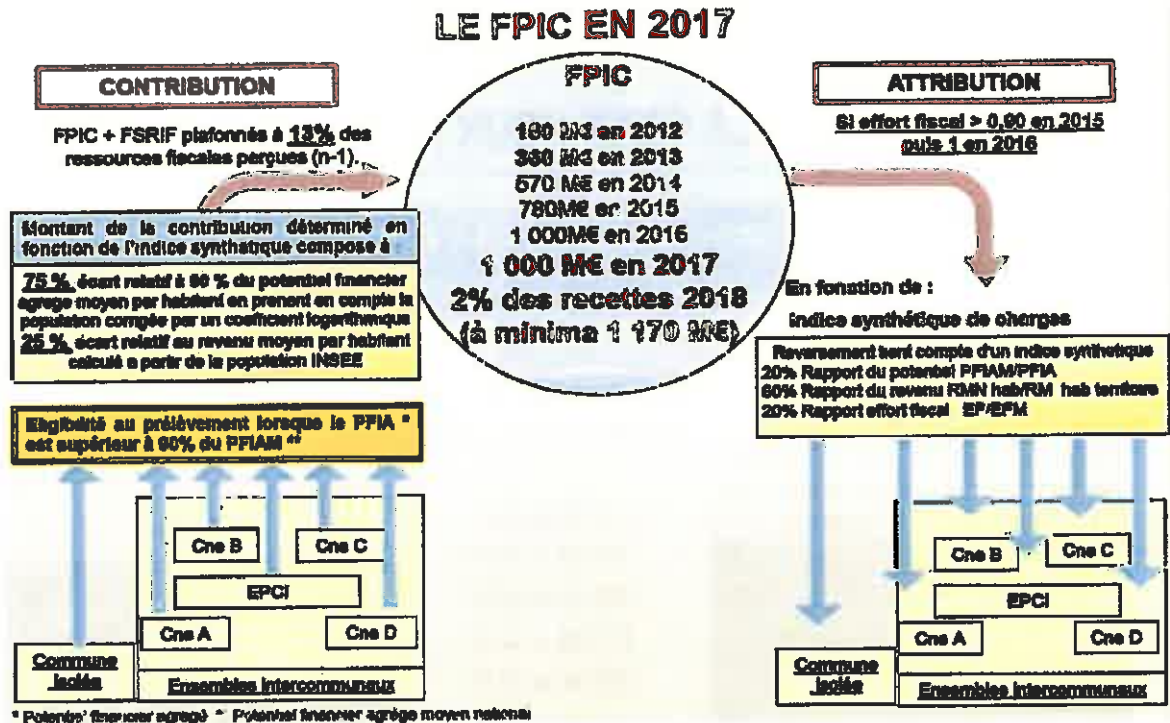 LE FPIC EN 2017
CONTRIBUTION
FPIC + FSRIF plafonnés à 13% des
ressources fiscales perçues (n-1).
Montant de la contribution déterminé en
fonction de l'indice synthétique compose à :
75 % écart relatif à 90 % du potentiel financier
agrege moyen par habitant en prenant en compte la
population corrigée par un coefficient logarithmique
25 % écart relatif au revenu moyen par habitant
calculé a partir de la population INSEE
Eligibilité au prélèvement lorsque le PFIA *
est supérieur à 90% du PFIAM **
Cne B
Cne C
EPCI
Cne A
Cne D
Commune
isolée
Ensembles intercommunaux
* Potentiel financier agrégé ** Potentiel financier agrége moyen national
FPIC
150 M€ en 2012
360 M€ en 2013
570 M€ en 2014
780M€ en 2015
1 000M€ en 2016
1 000 M€ en 2017
2% des recettes 2018
(à minima 1 170 M€)
ATTRIBUTION
Si effort fiscal > 0,90 en 2015
puis 1 en 2016
En fonation de :
indice synthétique de charges
Reversement tient compte d'un indice synthetique
20% Rapport du potentiel PFIAM/PFIA
60% Rapport du revenu RMN hab/RM hab territoire
20% Rapport effort fiscal EF/EFM
Cne B
Cne C
EPCI
Cne A
Cne D
Commune
isolée
Ensembles intercommunaux